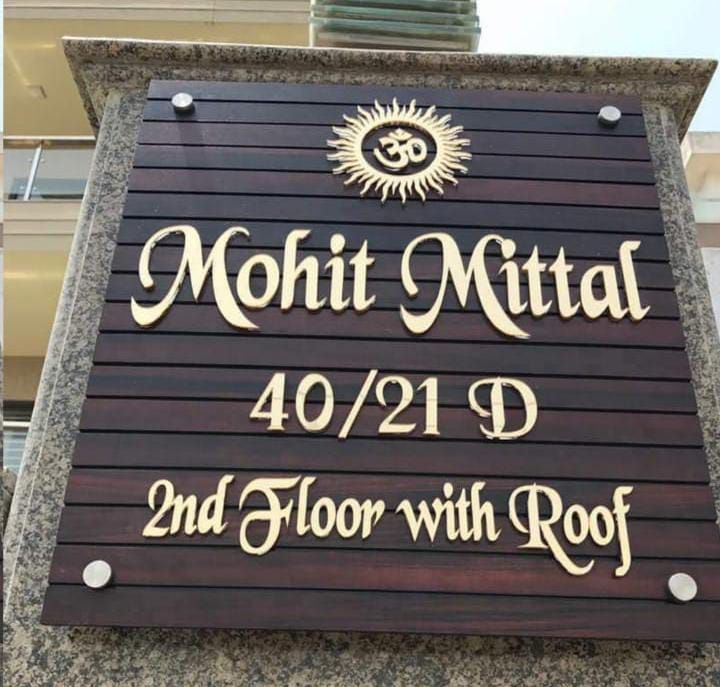 ॐ
Mohit Mittal
40/21 D
2nd Floor with Roof